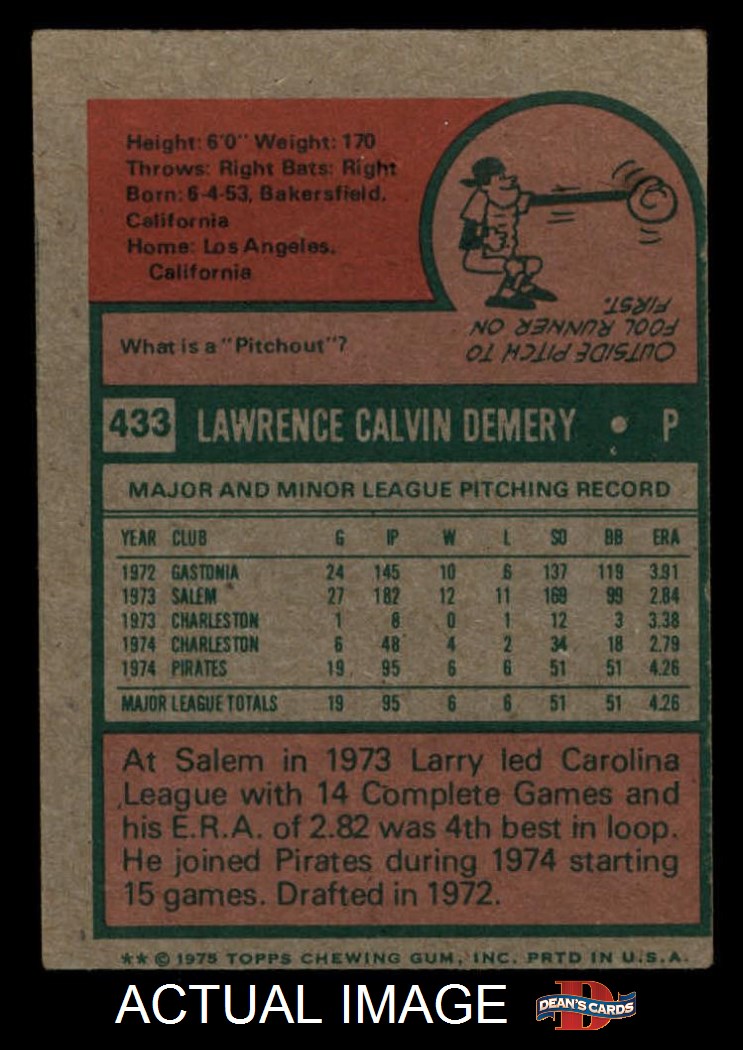 Height: 6'0" Weight: 170
Throws: Right Bats: Right
Born: 6-4-53, Bakersfield,
California
Home: Los Angeles,
California
What is a "Pitchout"?
OUTSIDE PITCH TO
FOOL RUNNER ON
FIRST.
433 LAWRENCE CALVIN DEMERY • P
MAJOR AND MINOR LEAGUE PITCHING RECORD
YEAR CLUB G IP W L SO BB ERA
1972 GASTONIA 24 145 10 6 137 119 3.91
1973 SALEM 27 182 12 11 169 99 2.84
1973 CHARLESTON 1 8 0 1 12 3 3.38
1974 CHARLESTON 6 48 4 2 34 18 2.79
1974 PIRATES 19 95 6 6 51 51 4.26
MAJOR LEAGUE TOTALS 19 95 6 6 51 51 4.26
At Salem in 1973 Larry led Carolina
League with 14 Complete Games and
his E.R.A. of 2.82 was 4th best in loop.
He joined Pirates during 1974 starting
15 games. Drafted in 1972.
** © 1975 TOPPS CHEWING GUM, INC. PRTD IN U.S.A.
ACTUAL IMAGE
D
DEAN'S CARDS